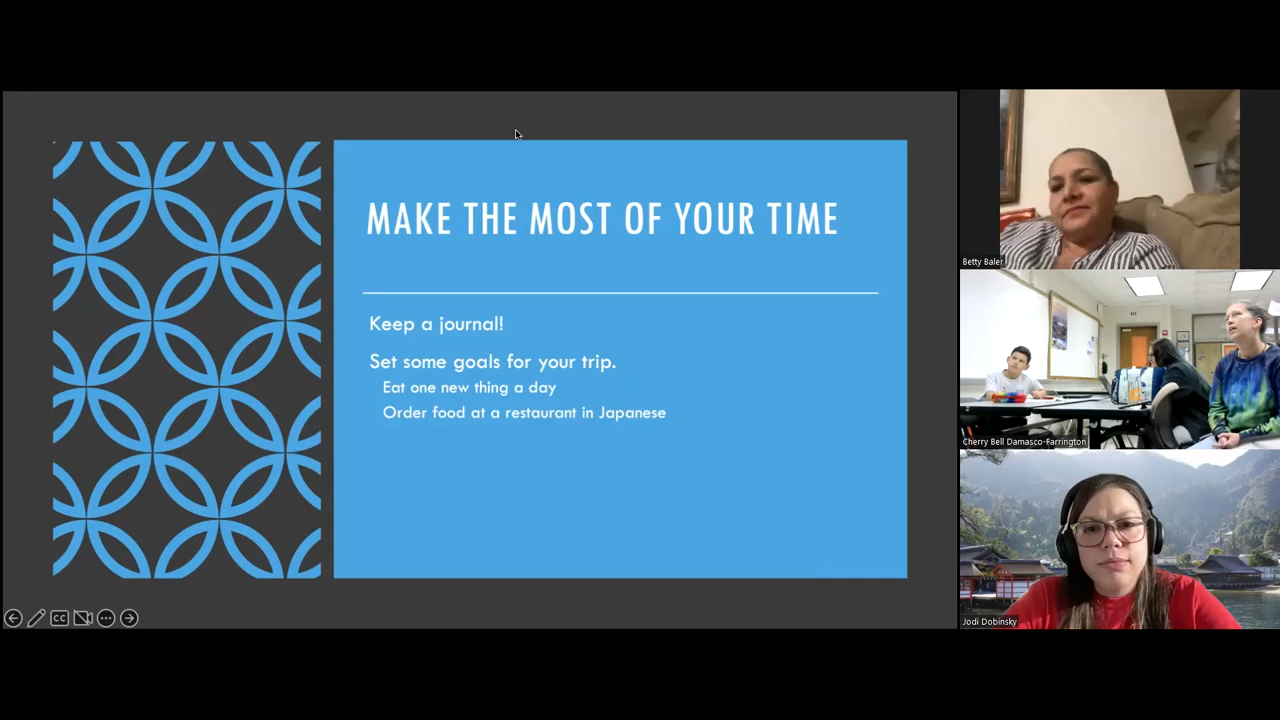 MAKE THE MOST OF YOUR TIME
Keep a journal!
Set some goals for your trip.
Eat one new thing a day
Order food at a restaurant in Japanese
CC
Betty Baler
Cherry Bell Damasco-Farrington
Jodi Dobinsky